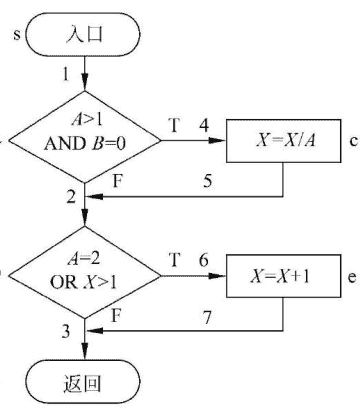 s 入口
1
A>1
AND B=0
T 4
X=X/A
c
2 F 5
A=2
OR X>1
T 6
X=X+1
e
3 F 7
返回